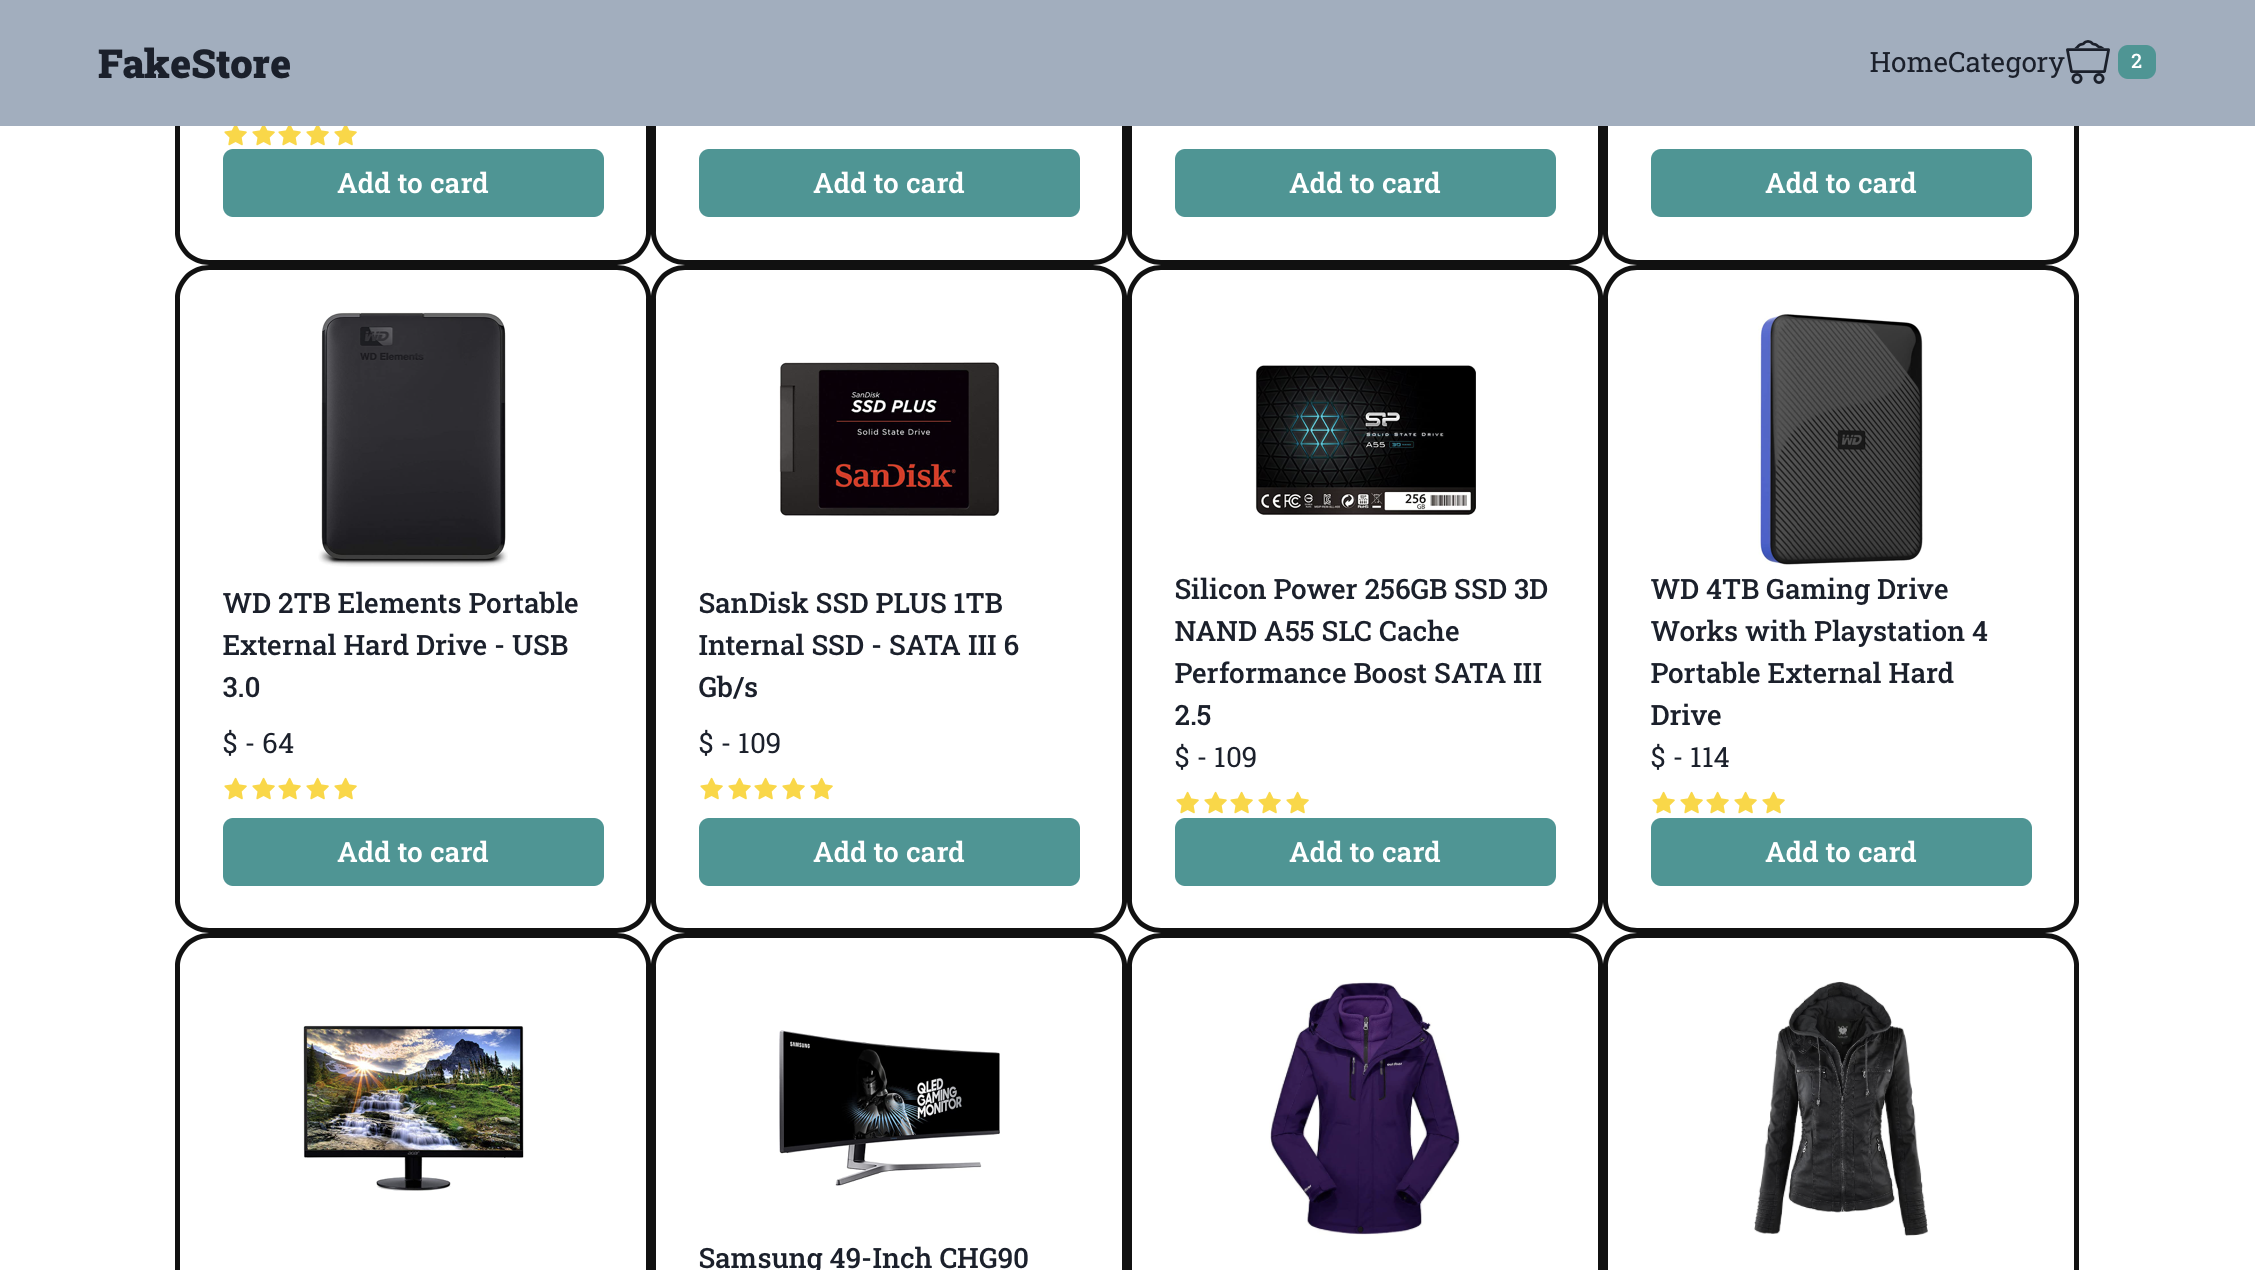 FakeStore
HomeCategory
2
Add to card
Add to card
Add to card
Add to card
WD
WD Elements
SanDisk
SSD PLUS
Solid State Drive
SanDisk
SP
SOLID STATE DRIVE
A55
256
GB
WD
WD 2TB Elements Portable
External Hard Drive - USB
3.0
$ - 64
SanDisk SSD PLUS 1TB
Internal SSD - SATA III 6
Gb/s
$ - 109
Silicon Power 256GB SSD 3D
NAND A55 SLC Cache
Performance Boost SATA III
2.5
$ - 109
WD 4TB Gaming Drive
Works with Playstation 4
Portable External Hard
Drive
$ - 114
Add to card
Add to card
Add to card
Add to card
SAMSUNG
QLED
GAMING
MONITOR
Samsung 49-Inch CHG90